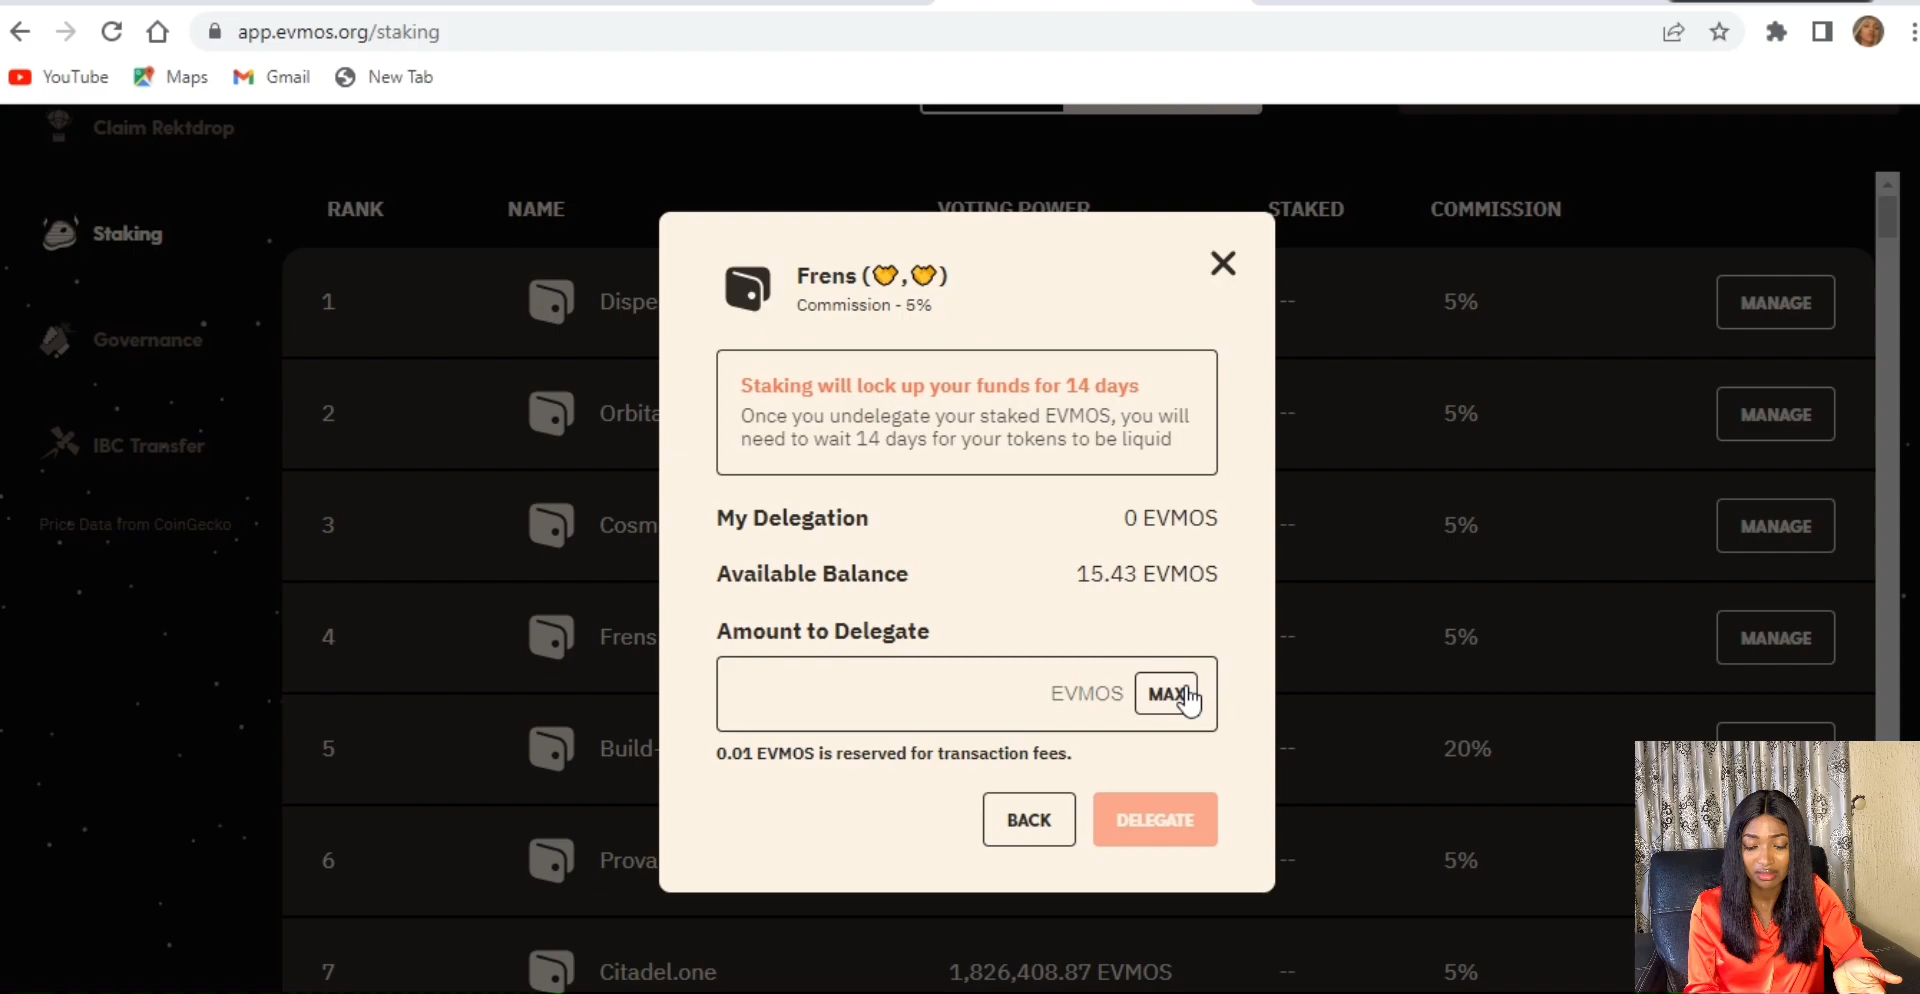 app.evmos.org/staking
YouTube Maps Gmail New Tab
Claim Rektdrop
Staking
Governance
IBC Transfer
Price Data from CoinGecko
RANK NAME VOTING POWER STAKED COMMISSION
1 Dispe -- 5% MANAGE
2 Orbita -- 5% MANAGE
3 Cosm -- 5% MANAGE
4 Frens -- 5% MANAGE
5 Build- -- 20%
6 Prova -- 5%
7 Citadel.one 1,826,408.87 EVMOS -- 5%
Frens (🤝,🤝)
Commission - 5%
Staking will lock up your funds for 14 days
Once you undelegate your staked EVMOS, you will
need to wait 14 days for your tokens to be liquid
My Delegation 0 EVMOS
Available Balance 15.43 EVMOS
Amount to Delegate
EVMOS MAX
0.01 EVMOS is reserved for transaction fees.
BACK DELEGATE